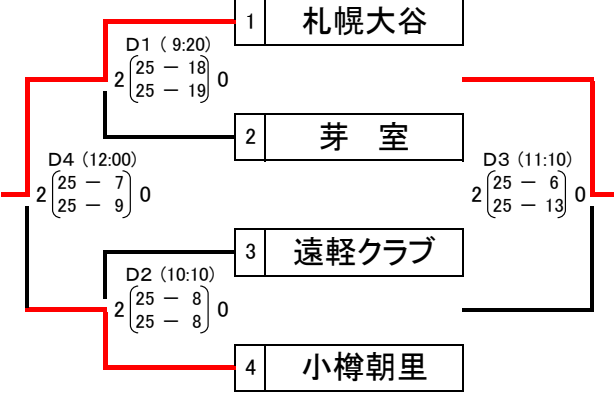 1 札幌大谷
D1 ( 9:20)
2 25 － 18 0
25 － 19
2 芽　室
D4 (12:00)
2 25 － 7 0
25 － 9
D3 (11:10)
2 25 － 6 0
25 － 13
3 遠軽クラブ
D2 (10:10)
2 25 － 8 0
25 － 8
4 小樽朝里